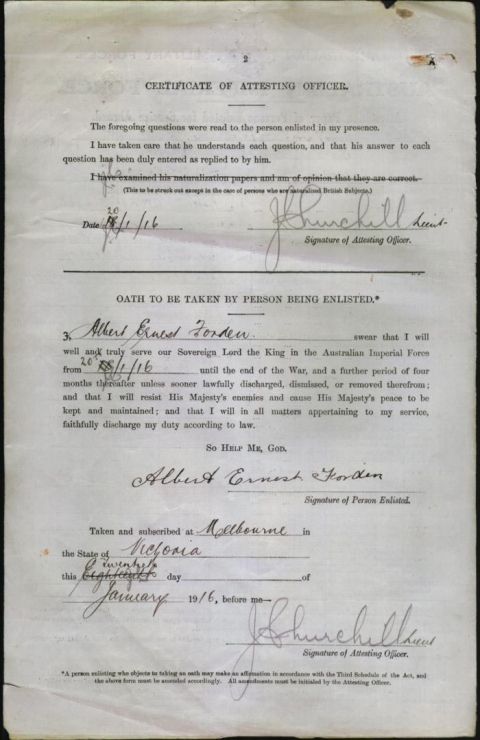 2
CERTIFICATE OF ATTESTING OFFICER.
The foregoing questions were read to the person enlisted in my presence.
I have taken care that he understands each question, and that his answer to each
question has been duly entered as replied to by him.
I have examined his naturalization papers and am of opinion that they are correct.
(This to be struck out except in the case of persons who are naturalized British Subjects.)
20
Date 18/1/16
J Churchill Lieut
Signature of Attesting Officer.
OATH TO BE TAKEN BY PERSON BEING ENLISTED.*
I, Albert Ernest Forden swear that I will
well and truly serve our Sovereign Lord the King in the Australian Imperial Force
from 20 18/1/16 until the end of the War, and a further period of four
months thereafter unless sooner lawfully discharged, dismissed, or removed therefrom;
and that I will resist His Majesty's enemies and cause His Majesty's peace to be
kept and maintained; and that I will in all matters appertaining to my service,
faithfully discharge my duty according to law.
SO HELP ME, GOD.
Albert Ernest Forden
Signature of Person Enlisted.
Taken and subscribed at Melbourne in
the State of Victoria
twentieth
this Eighteenth day of
January 1916, before me—
J Churchill Lieut
Signature of Attesting Officer.
*A person enlisting who objects to taking an oath may make an affirmation in accordance with the Third Schedule of the Act, and
the above form must be amended accordingly. All amendments must be initialed by the Attesting Officer.